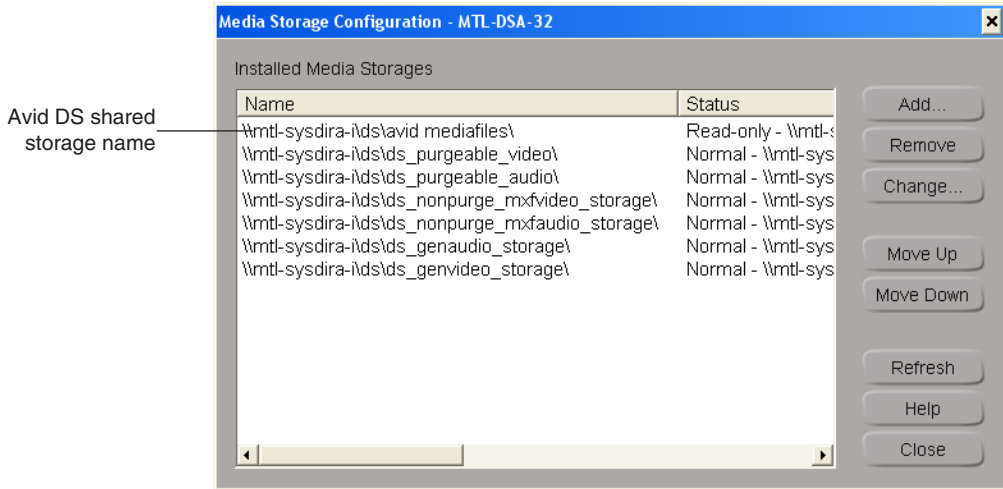 Media Storage Configuration - MTL-DSA-32
Installed Media Storages
Name Status
Avid DS shared
storage name
\\mtl-sysdira-i\ds\avid mediafiles\ Read-only - \\mtl-s
\\mtl-sysdira-i\ds\ds_purgeable_video\ Normal - \\mtl-sys
\\mtl-sysdira-i\ds\ds_purgeable_audio\ Normal - \\mtl-sys
\\mtl-sysdira-i\ds\ds_nonpurge_mxfvideo_storage\ Normal - \\mtl-sys
\\mtl-sysdira-i\ds\ds_nonpurge_mxfaudio_storage\ Normal - \\mtl-sys
\\mtl-sysdira-i\ds\ds_genaudio_storage\ Normal - \\mtl-sys
\\mtl-sysdira-i\ds\ds_genvideo_storage\ Normal - \\mtl-sys
Add...
Remove
Change...
Move Up
Move Down
Refresh
Help
Close